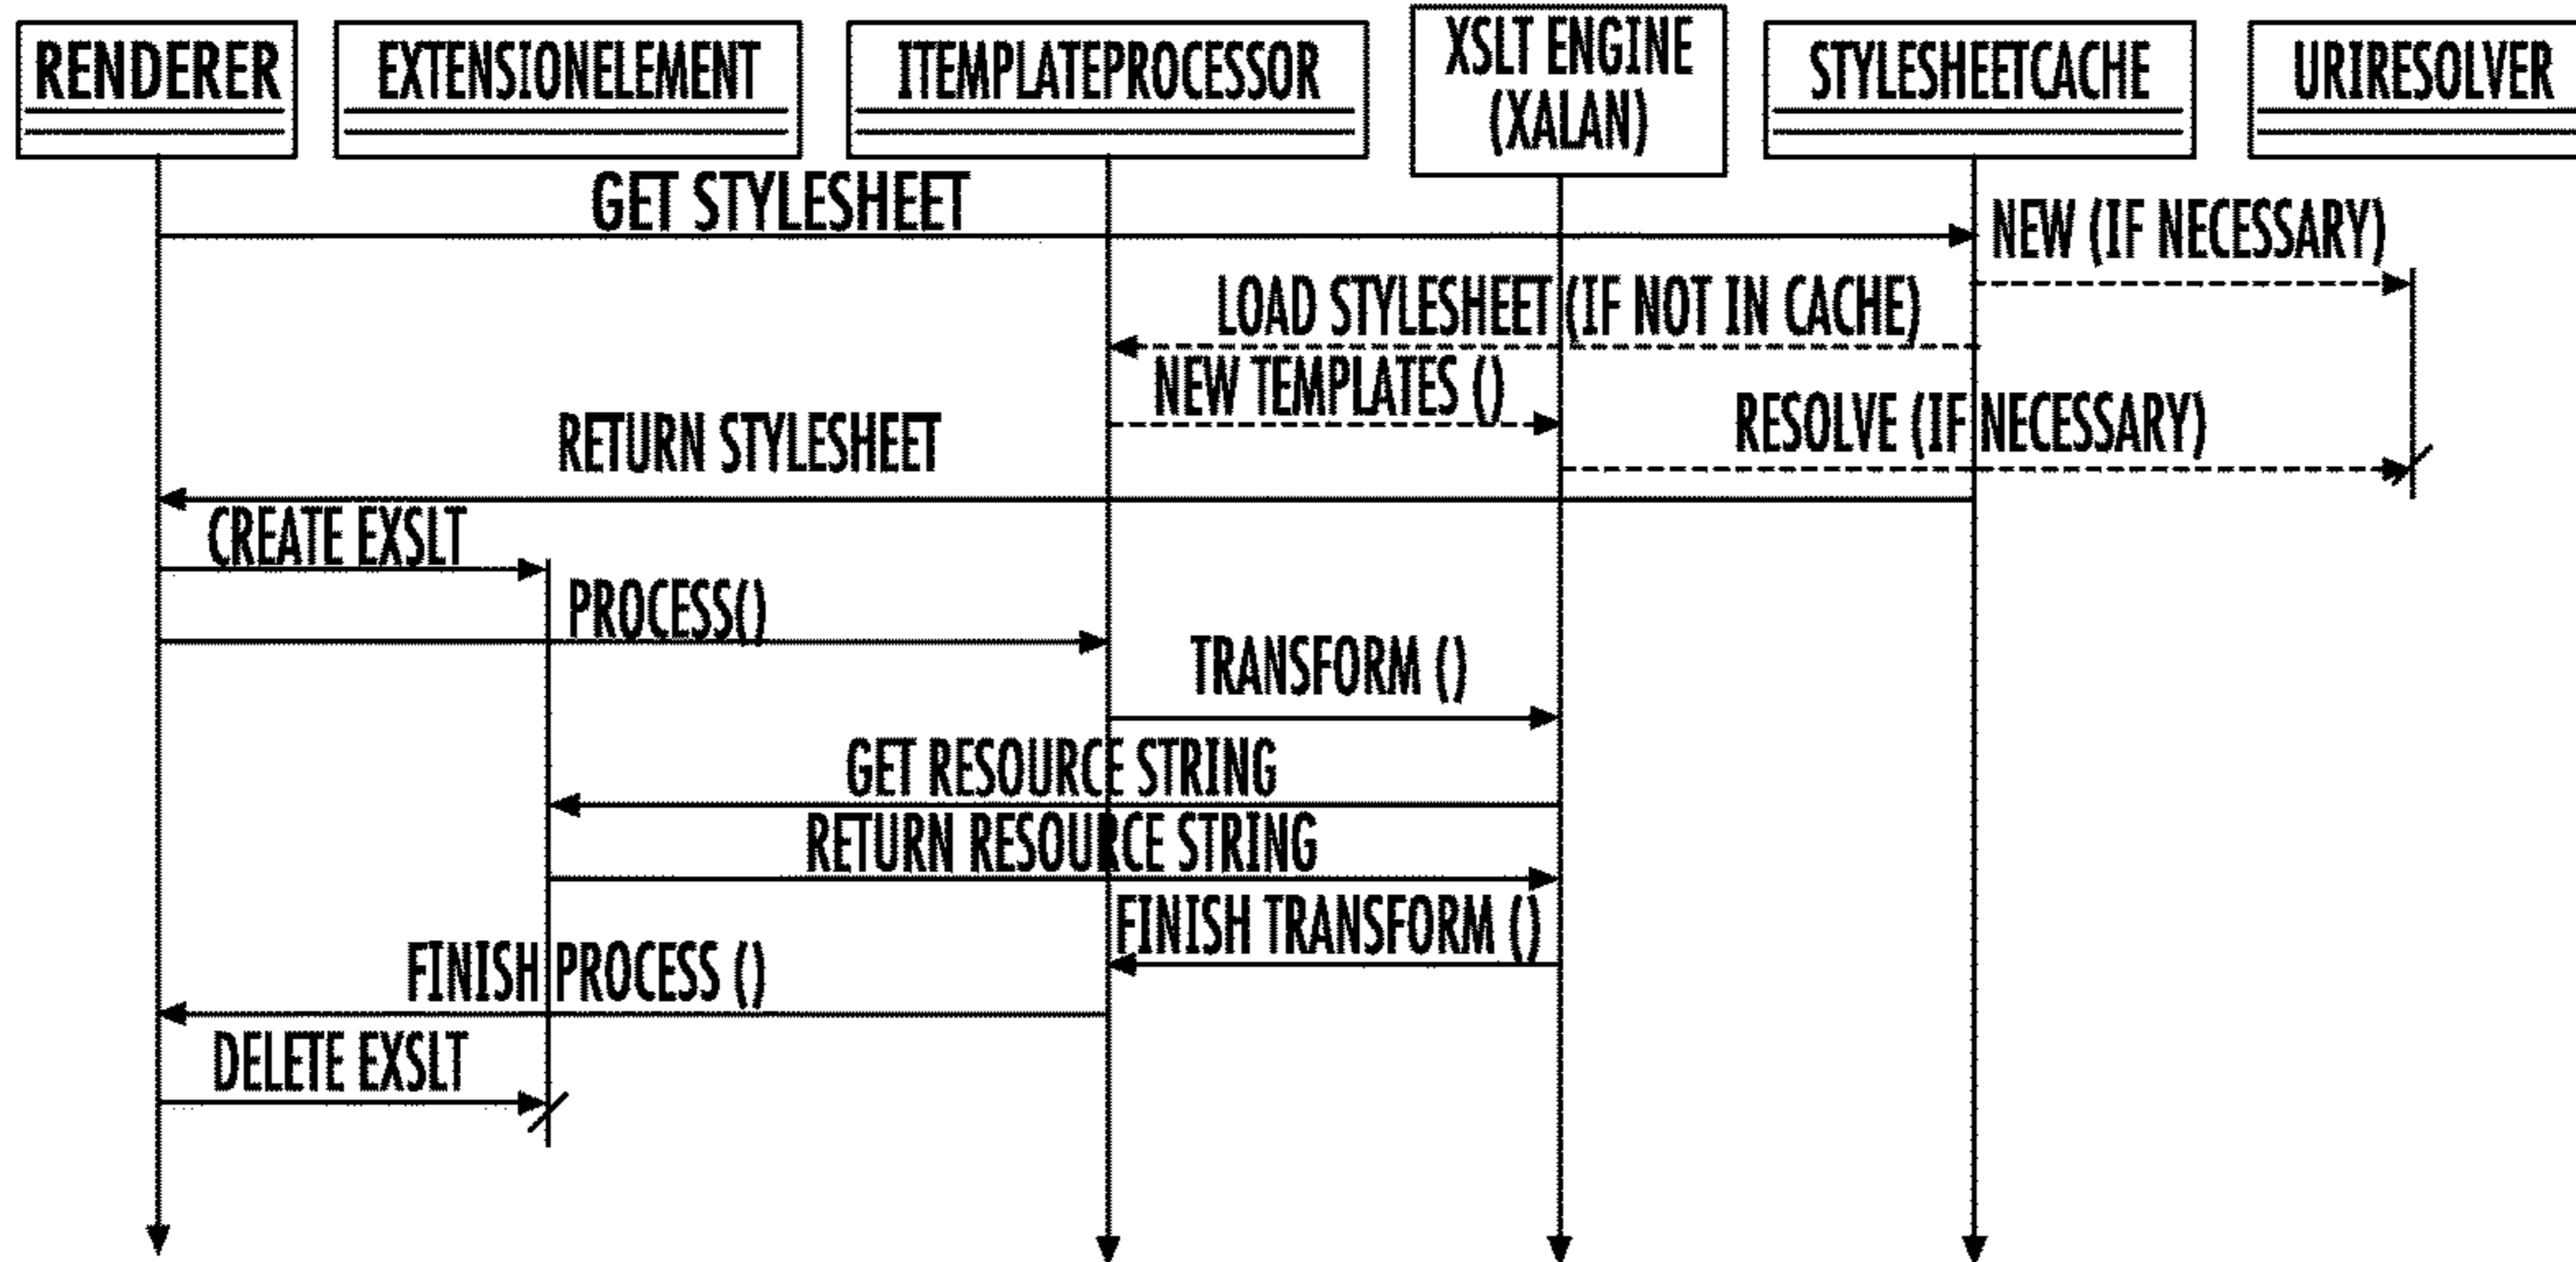 RENDERER
EXTENSIONELEMENT
ITEMPLATEPROCESSOR
XSLT ENGINE
(XALAN)
STYLESHEETCACHE
URIRESOLVER
GET STYLESHEET
NEW (IF NECESSARY)
LOAD STYLESHEET (IF NOT IN CACHE)
NEW TEMPLATES ()
RESOLVE (IF NECESSARY)
RETURN STYLESHEET
CREATE EXSLT
PROCESS()
TRANSFORM ()
GET RESOURCE STRING
RETURN RESOURCE STRING
FINISH TRANSFORM ()
FINISH PROCESS ()
DELETE EXSLT